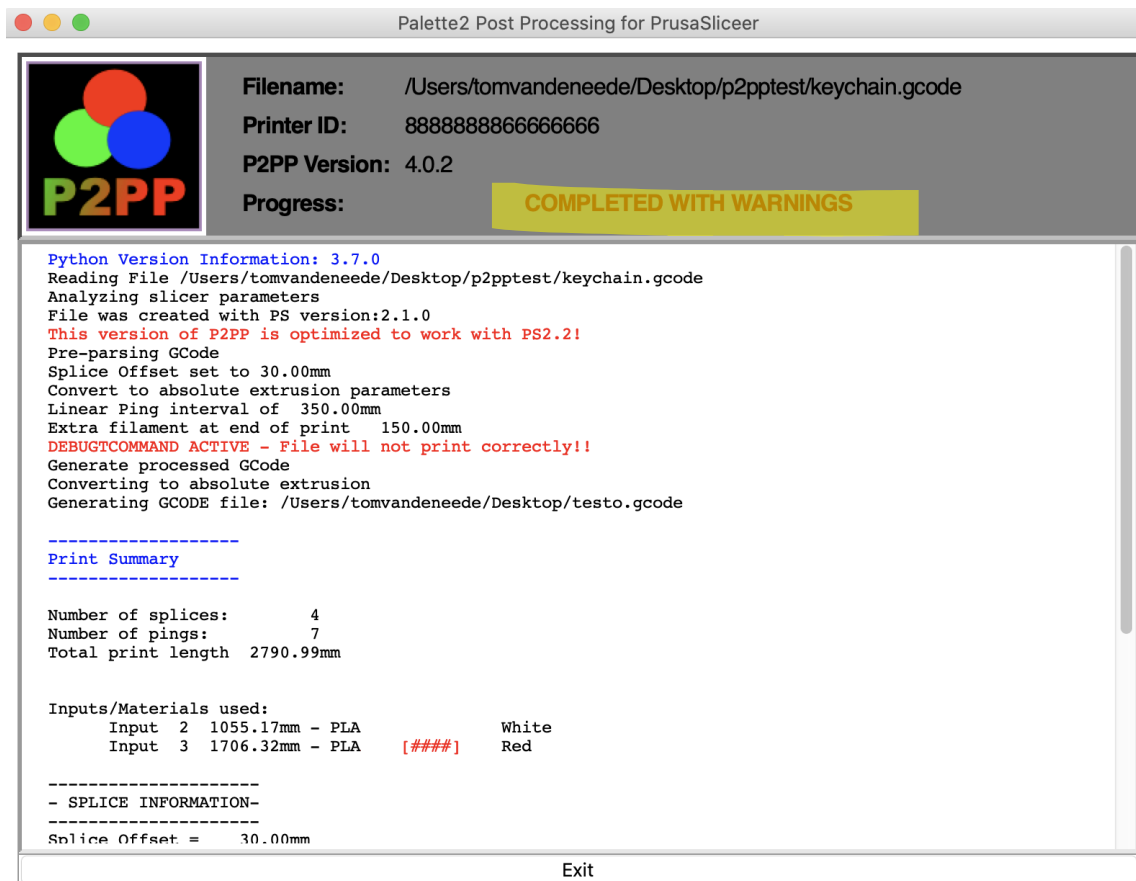 Palette2 Post Processing for PrusaSliceer
P2PP
Filename: /Users/tomvandeneede/Desktop/p2pptest/keychain.gcode
Printer ID: 8888888866666666
P2PP Version: 4.0.2
Progress: COMPLETED WITH WARNINGS
Python Version Information: 3.7.0
Reading File /Users/tomvandeneede/Desktop/p2pptest/keychain.gcode
Analyzing slicer parameters
File was created with PS version:2.1.0
This version of P2PP is optimized to work with PS2.2!
Pre-parsing GCode
Splice Offset set to 30.00mm
Convert to absolute extrusion parameters
Linear Ping interval of  350.00mm
Extra filament at end of print   150.00mm
DEBUGTCOMMAND ACTIVE - File will not print correctly!!
Generate processed GCode
Converting to absolute extrusion
Generating GCODE file: /Users/tomvandeneede/Desktop/testo.gcode
-------------------
Print Summary
-------------------
Number of splices:        4
Number of pings:          7
Total print length  2790.99mm
Inputs/Materials used:
Input  2  1055.17mm - PLA              White
Input  3  1706.32mm - PLA    [####]    Red
---------------------
- SPLICE INFORMATION-
---------------------
Splice Offset =    30.00mm
Exit